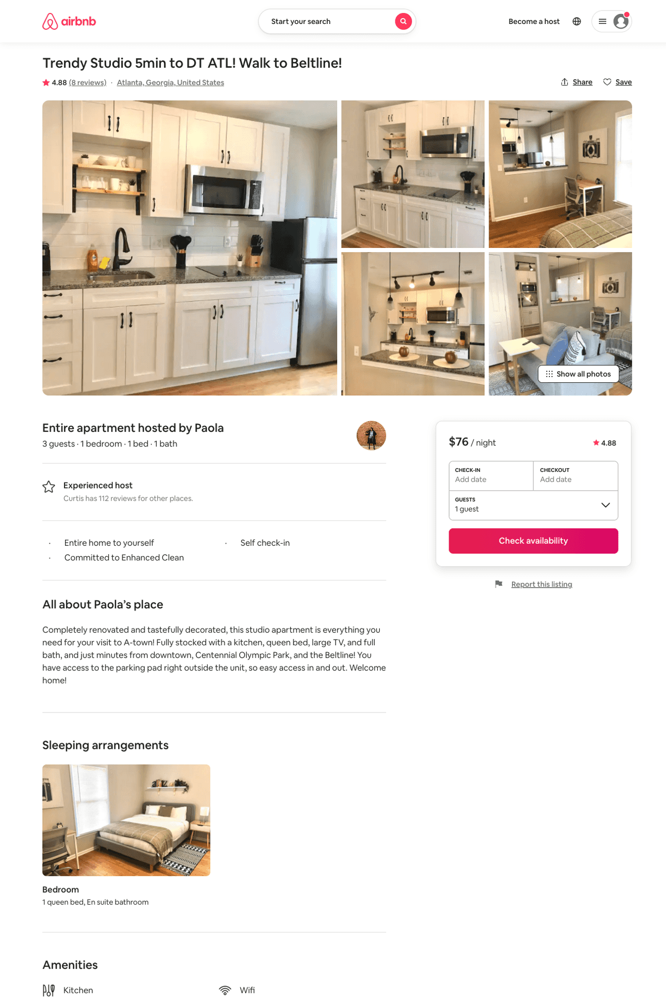 airbnb
Start your search
Become a host
Trendy Studio 5min to DT ATL! Walk to Beltline!
4.88 (8 reviews) · Atlanta, Georgia, United States
Share
Save
Show all photos
Entire apartment hosted by Paola
3 guests · 1 bedroom · 1 bed · 1 bath
Experienced host
Curtis has 112 reviews for other places.
· Entire home to yourself
· Self check-in
· Committed to Enhanced Clean
All about Paola’s place
Completely renovated and tastefully decorated, this studio apartment is everything you
need for your visit to A-town! Fully stocked with a kitchen, queen bed, large TV, and full
bath, and just minutes from downtown, Centennial Olympic Park, and the Beltline! You
have access to the parking pad right outside the unit, so easy access in and out. Welcome
home!
Sleeping arrangements
Bedroom
1 queen bed, En suite bathroom
Amenities
Kitchen
Wifi
$76 / night
4.88
CHECK-IN
Add date
CHECKOUT
Add date
GUESTS
1 guest
Check availability
Report this listing